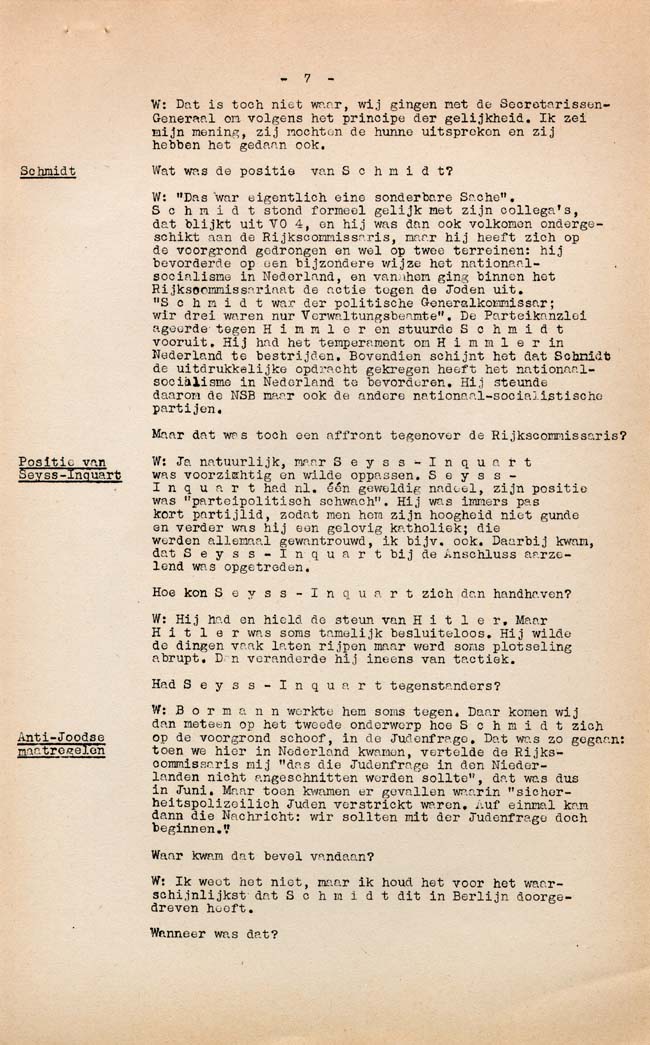 - 7 -
W: Dat is toch niet waar, wij gingen met de Secretarissen-
Generaal om volgens het principe der gelijkheid. Ik zei
mijn mening, zij mochten de hunne uitspreken en zij
hebben het gedaan ook.
Schmidt
Wat was de positie van S c h m i d t?
W: "Das war eigentlich eine sonderbare Sache".
S c h m i d t stond formeel gelijk met zijn collega's,
dat blijkt uit VO 4, en hij was dan ook volkomen onderge-
schikt aan de Rijkscommissaris, maar hij heeft zich op
de voorgrond gedrongen en wel op twee terreinen: hij
bevorderde op een bijzondere wijze het nationaal-
socialisme in Nederland, en van hem ging binnen het
Rijkscommissariaat de actie tegen de Joden uit.
"S c h m i d t war der politische Generalkommissar;
wir drei waren nur Verwaltungsbeamte". De Parteikanzlei
ageerde tegen H i m m l e r en stuurde S c h m i d t
vooruit. Hij had het temperament om H i m m l e r in
Nederland te bestrijden. Bovendien schijnt het dat Schmidt
de uitdrukkelijke opdracht gekregen heeft het nationaal-
socialisme in Nederland te bevorderen. Hij steunde
daarom de NSB maar ook de andere nationaal-socialistische
partijen.
Maar dat was toch een affront tegenover de Rijkscommissaris?
Positie van
Seyss-Inquart
W: Ja natuurlijk, maar S e y s s - I n q u a r t
was voorzichtig en wilde oppassen. S e y s s -
I n q u a r t had nl. één geweldig nadeel, zijn positie
was "parteipolitisch schwach". Hij was immers pas
kort partijlid, zodat men hem zijn hoogheid niet gunde
en verder was hij een gelovig katholiek; die
werden allemaal gewantrouwd, ik bijv. ook. Daarbij kwam,
dat S e y s s - I n q u a r t bij de Anschluss aarze-
lend was opgetreden.
Hoe kon S e y s s - I n q u a r t zich dan handhaven?
W: Hij had en hield de steun van H i t l e r. Maar
H i t l e r was soms tamelijk besluiteloos. Hij wilde
de dingen vaak laten rijpen maar werd soms plotseling
abrupt. Dan veranderde hij ineens van tactiek.
Had S e y s s - I n q u a r t tegenstanders?
Anti-Joodse
maatregelen
W: B o r m a n n werkte hem soms tegen. Daar komen wij
dan meteen op het tweede onderwerp hoe S c h m i d t zich
op de voorgrond schoof, in de Judenfrage. Dat was zo gegaan:
toen we hier in Nederland kwamen, vertelde de Rijks-
commissaris mij "das die Judenfrage in den Nieder-
landen nicht angeschnitten werden sollte", dat was dus
in Juni. Maar toen kwamen er gevallen waarin "sicher-
heitspolizeilich Juden verstrickt waren. Auf einmal kam
dann die Nachricht: wir sollten mit der Judenfrage doch
beginnen."
Waar kwam dat bevel vandaan?
W: Ik weet het niet, maar ik houd het voor het waar-
schijnlijkst dat S c h m i d t dit in Berlijn doorge-
dreven heeft.
Wanneer was dat?